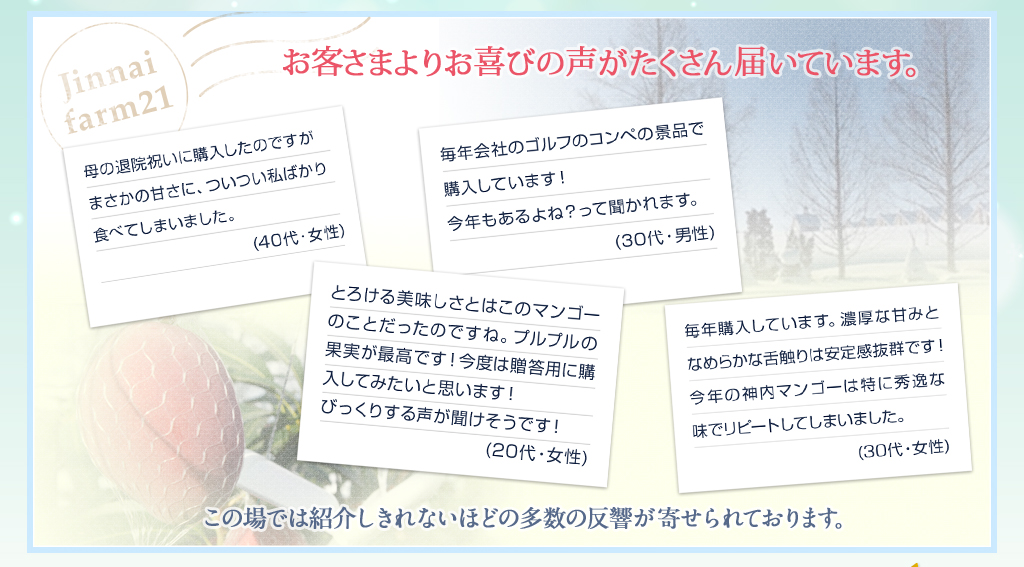 Jinnai
farm21
お客さまよりお喜びの声がたくさん届いています。
母の退院祝いに購入したのですが
まさかの甘さに、ついつい私ばかり
食べてしまいました。
(40代・女性)
毎年会社のゴルフのコンペの景品で
購入しています！
今年もあるよね？って聞かれます。
(30代・男性)
とろける美味しさとはこのマンゴー
のことだったのですね。プルプルの
果実が最高です！今度は贈答用に購
入してみたいと思います！
びっくりする声が聞けそうです！
(20代・女性)
毎年購入しています。濃厚な甘みと
なめらかな舌触りは安定感抜群です！
今年の神内マンゴーは特に秀逸な
味でリピートしてしまいました。
(30代・女性)
この場では紹介しきれないほどの多数の反響が寄せられております。